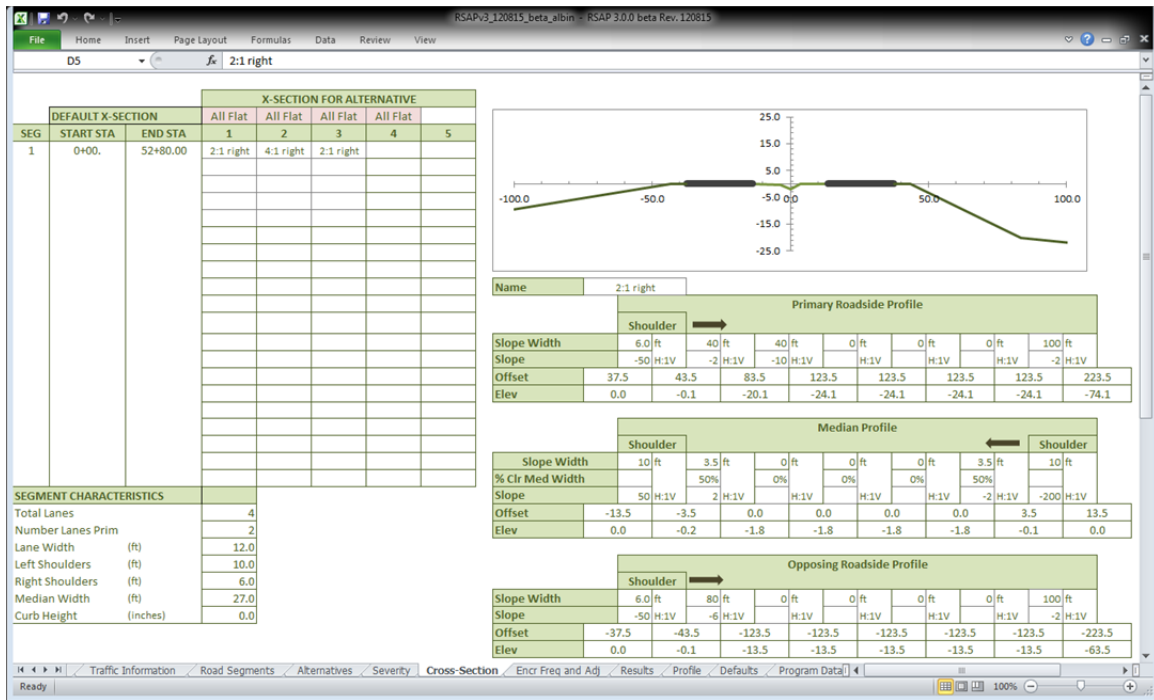 RSAPv3_120815_beta_albin - RSAP 3.0.0 beta Rev. 120815
File Home Insert Page Layout Formulas Data Review View
D5 fx 2:1 right
X-SECTION FOR ALTERNATIVE
DEFAULT X-SECTION All Flat All Flat All Flat All Flat
SEG START STA END STA 1 2 3 4 5
1 0+00. 52+80.00 2:1 right 4:1 right 2:1 right
25.0
15.0
5.0
-100.0 -50.0 -5.0 0.0 50.0 100.0
-15.0
-25.0
Name 2:1 right
Primary Roadside Profile
Shoulder
Slope Width 6.0 ft 40 ft 40 ft 0 ft 0 ft 0 ft 100 ft
Slope -50 H:1V -2 H:1V -10 H:1V H:1V H:1V H:1V -2 H:1V
Offset 37.5 43.5 83.5 123.5 123.5 123.5 123.5 223.5
Elev 0.0 -0.1 -20.1 -24.1 -24.1 -24.1 -24.1 -74.1
Median Profile
Shoulder Shoulder
Slope Width 10 ft 3.5 ft 0 ft 0 ft 0 ft 3.5 ft 10 ft
% Clr Med Width 50% 0% 0% 0% 50%
Slope 50 H:1V 2 H:1V H:1V H:1V H:1V -2 H:1V -200 H:1V
Offset -13.5 -3.5 0.0 0.0 0.0 0.0 3.5 13.5
Elev 0.0 -0.2 -1.8 -1.8 -1.8 -1.8 -0.1 0.0
SEGMENT CHARACTERISTICS
Total Lanes 4
Number Lanes Prim 2
Lane Width (ft) 12.0
Left Shoulders (ft) 10.0
Right Shoulders (ft) 6.0
Median Width (ft) 27.0
Curb Height (inches) 0.0
Opposing Roadside Profile
Shoulder
Slope Width 6.0 ft 80 ft 0 ft 0 ft 0 ft 0 ft 100 ft
Slope -50 H:1V -6 H:1V H:1V H:1V H:1V H:1V -2 H:1V
Offset -37.5 -43.5 -123.5 -123.5 -123.5 -123.5 -123.5 -223.5
Elev 0.0 -0.1 -13.5 -13.5 -13.5 -13.5 -13.5 -63.5
Traffic Information Road Segments Alternatives Severity Cross-Section Encr Freq and Adj Results Profile Defaults Program Data
Ready 100%